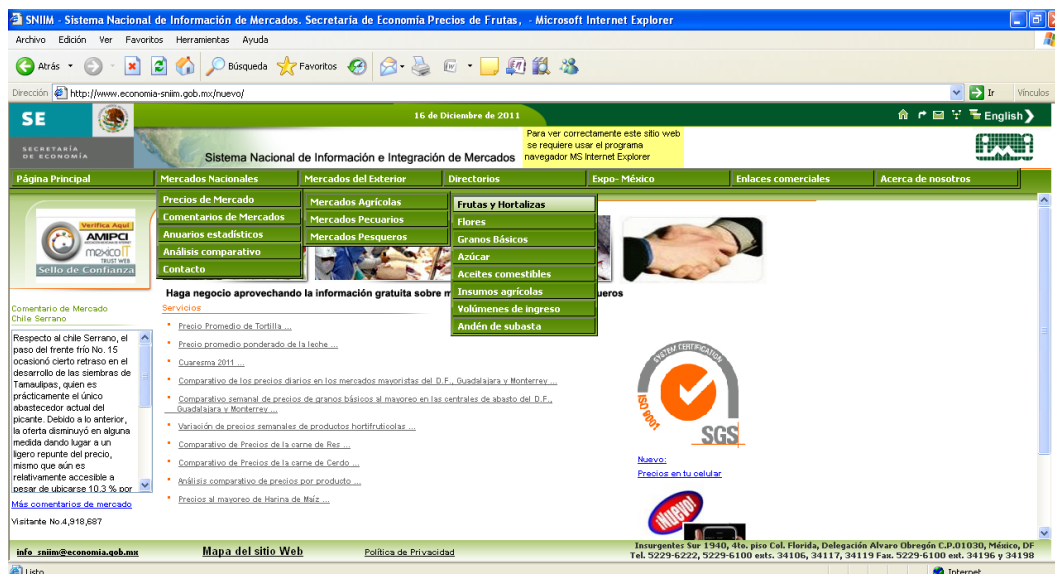 SNIIM - Sistema Nacional de Información de Mercados. Secretaría de Economía Precios de Frutas, - Microsoft Internet Explorer
Archivo Edición Ver Favoritos Herramientas Ayuda
Atrás Búsqueda Favoritos
Dirección http://www.economia-sniim.gob.mx/nuevo/ Ir Vínculos
SE 16 de Diciembre de 2011 English
SECRETARÍA
DE ECONOMÍA
Sistema Nacional de Información e Integración de Mercados
Para ver correctamente este sitio web
se requiere usar el programa
navegador MS Internet Explorer
Página Principal Mercados Nacionales Mercados del Exterior Directorios Expo- México Enlaces comerciales Acerca de nosotros
Precios de Mercado
Comentarios de Mercados
Anuarios estadísticos
Análisis comparativo
Contacto
Mercados Agrícolas
Mercados Pecuarios
Mercados Pesqueros
Frutas y Hortalizas
Flores
Granos Básicos
Azúcar
Aceites comestibles
Insumos agrícolas
Volúmenes de ingreso
Andén de subasta
Verifica Aquí
AMIPCI
mexicoIT
TRUST WEB
Sello de Confianza
Haga negocio aprovechando la información gratuita sobre m ueros
Comentario de Mercado
Chile Serrano
Respecto al chile Serrano, el
paso del frente frío No. 15
ocasionó cierto retraso en el
desarrollo de las siembras de
Tamaulipas, quien es
prácticamente el único
abastecedor actual del
picante. Debido a lo anterior,
la oferta disminuyó en alguna
medida dando lugar a un
ligero repunte del precio,
mismo que aún es
relativamente accesible a
pesar de ubicarse 10.3 % por
Más comentarios de mercado
Visitante No.4,918,687
Servicios
Precio Promedio de Tortilla ...
Precio promedio ponderado de la leche ...
Cuaresma 2011 ...
Comparativo de los precios diarios en los mercados mayoristas del D.F., Guadalajara y Monterrey ...
Comparativo semanal de precios de granos básicos al mayoreo en las centrales de abasto del D.F.,
Guadalajara y Monterrey ...
Variación de precios semanales de productos hortifruticolas ...
Comparativo de Precios de la carne de Res ...
Comparativo de Precios de la carne de Cerdo ...
Análisis comparativo de precios por producto ...
Precios al mayoreo de Harina de Maíz ...
SYSTEM CERTIFICATION
ISO 9001
SGS
Nuevo:
Precios en tu celular
¡Nuevo!
info_sniim@economia.gob.mx Mapa del sitio Web Política de Privacidad
Insurgentes Sur 1940, 4to. piso Col. Florida, Delegación Alvaro Obregón C.P.01030, México, DF
Tel. 5229-6222, 5229-6100 exts. 34106, 34117, 34119 Fax. 5229-6100 ext. 34196 y 34198
Listo Internet